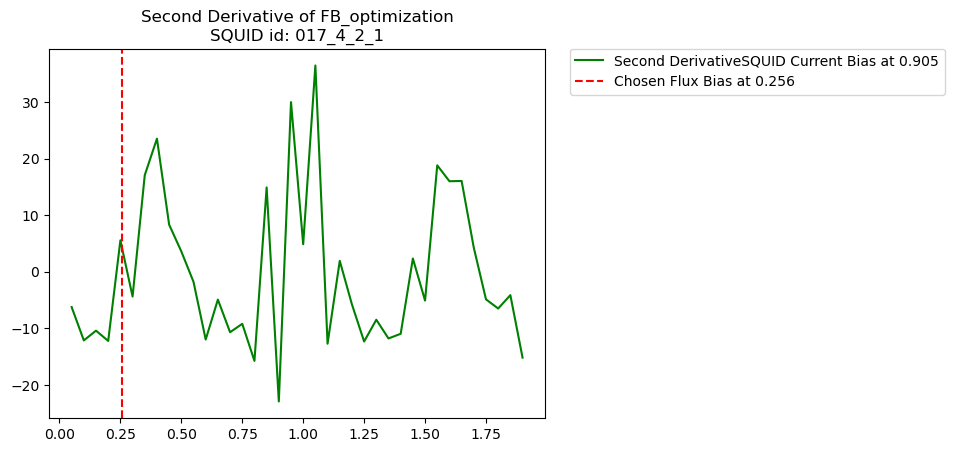 Second Derivative of FB_optimization
SQUID id: 017_4_2_1
Second DerivativeSQUID Current Bias at 0.905
Chosen Flux Bias at 0.256
30
20
10
0
−10
−20
0.00 0.25 0.50 0.75 1.00 1.25 1.50 1.75